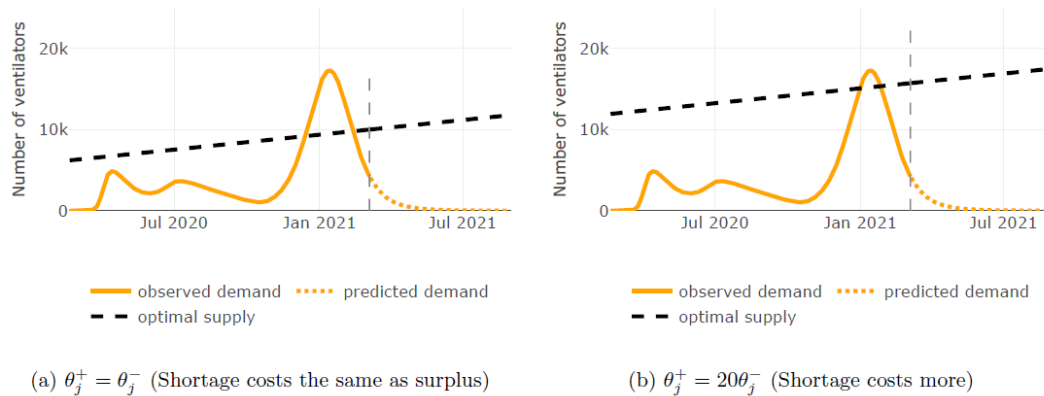 Number of ventilators
20k
10k
0
Jul 2020
Jan 2021
Jul 2021
observed demand
predicted demand
optimal supply
(a) θ_j^+ = θ_j^- (Shortage costs the same as surplus)
Number of ventilators
20k
10k
0
Jul 2020
Jan 2021
Jul 2021
observed demand
predicted demand
optimal supply
(b) θ_j^+ = 20θ_j^- (Shortage costs more)